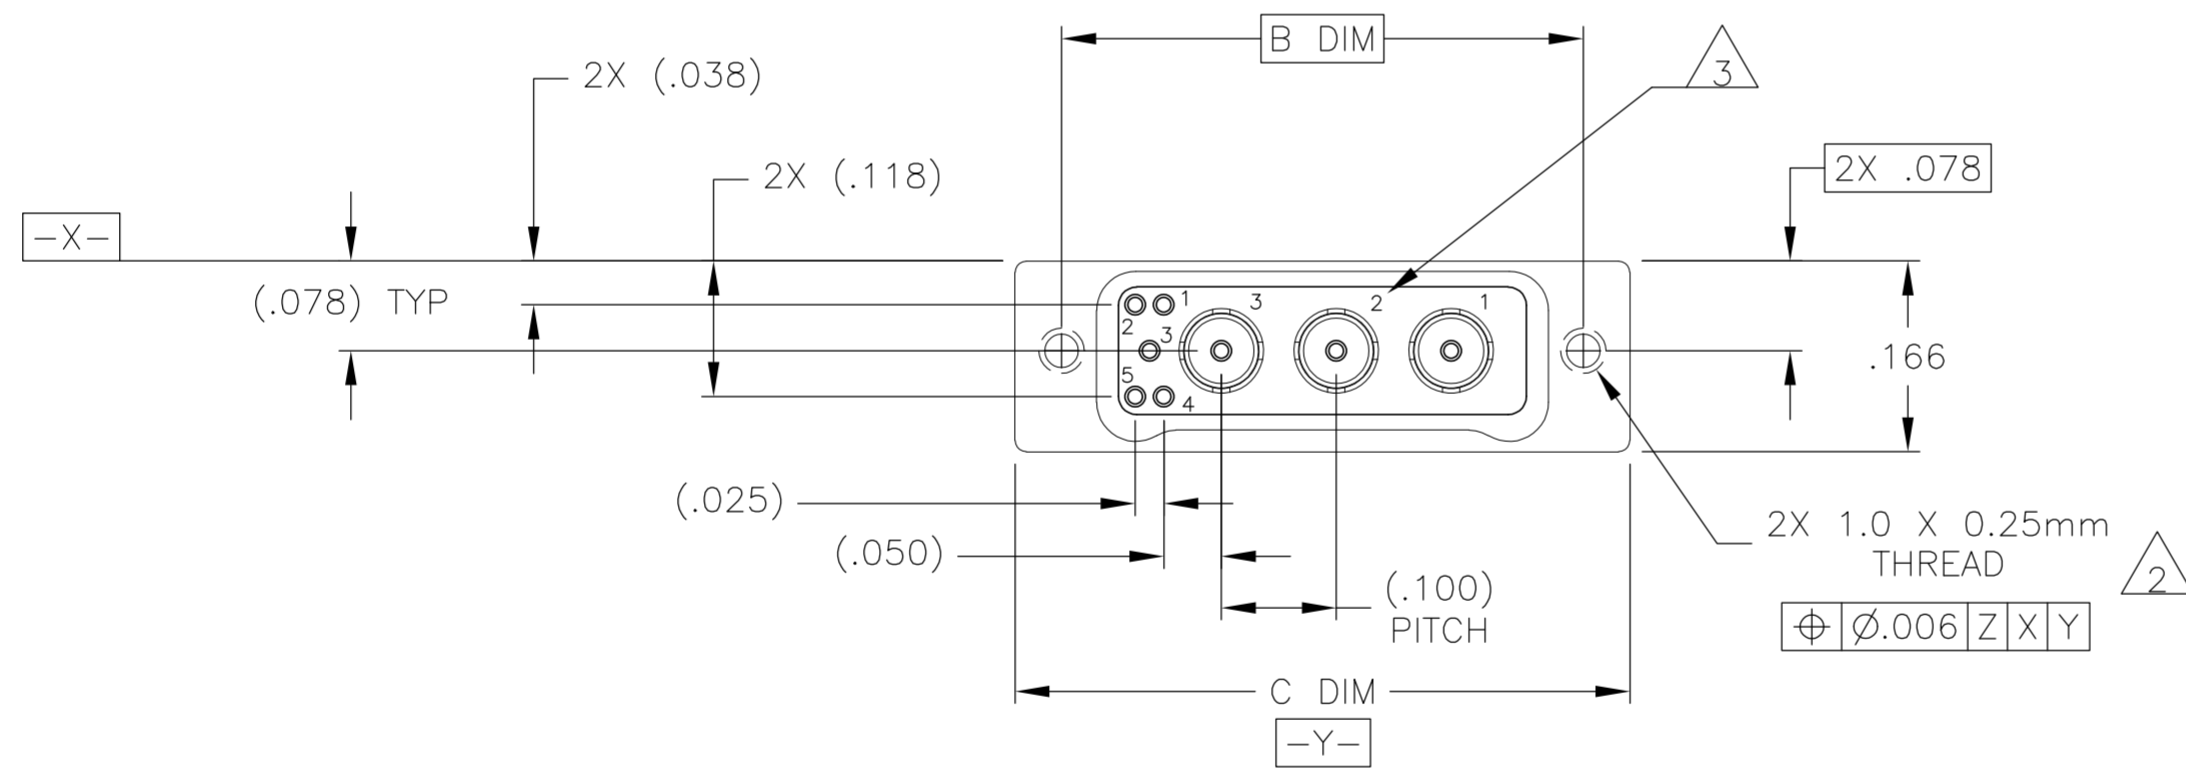 B DIM
3
2X (.038)
2X (.118)
2X .078
-X-
(.078) TYP
1
3
2
1
2
3
5
4
.166
(.025)
(.050)
(.100)
PITCH
2X 1.0 X 0.25mm
THREAD
2
⌖ Ø.006 Z X Y
C DIM
-Y-